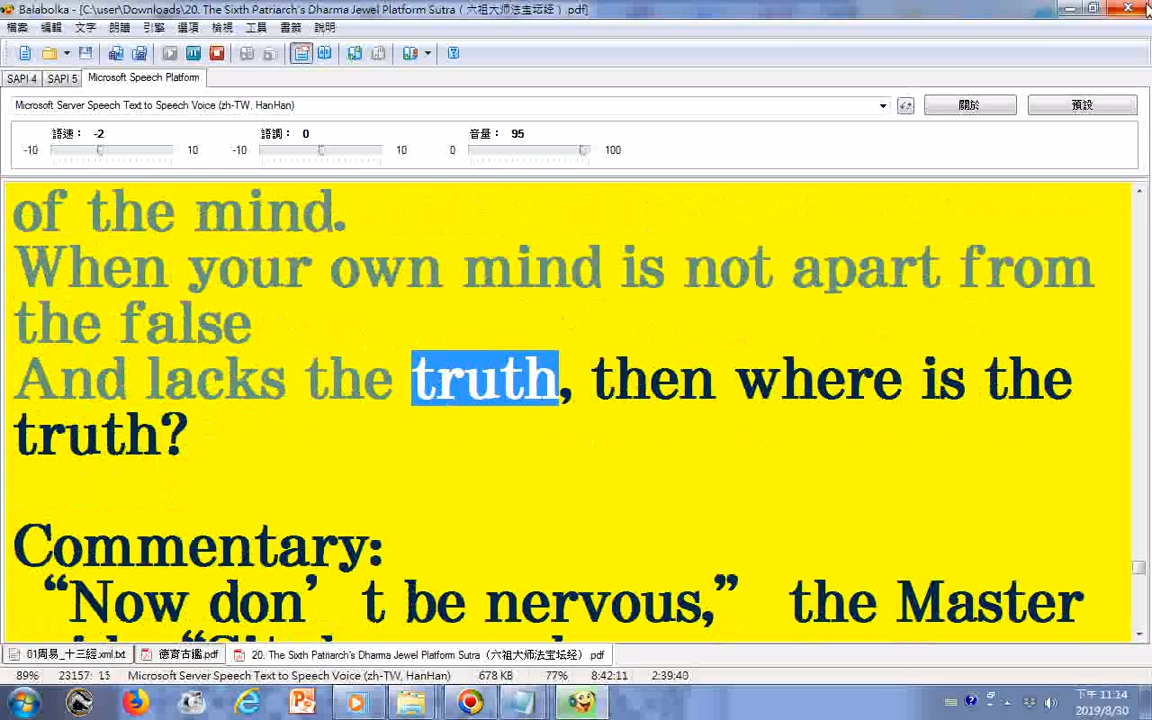 Balabolka - [C:\user\Downloads\20. The Sixth Patriarch's Dharma Jewel Platform Sutra（六祖大师法宝坛经）pdf]
檔案 編輯 文字 朗讀 引擎 選項 檢視 工具 書籤 說明
SAPI 4 SAPI 5 Microsoft Speech Platform
Microsoft Server Speech Text to Speech Voice (zh-TW, HanHan) 關於 預設
語速： -2 語調： 0 音量： 95
-10 10 -10 10 0 100
of the mind.
When your own mind is not apart from
the false
And lacks the truth, then where is the
truth?
Commentary:
“Now don’t be nervous,” the Master
01周易_十三經.xml.txt 德育古鑑.pdf 20. The Sixth Patriarch's Dharma Jewel Platform Sutra（六祖大师法宝坛经）.pdf
89% 23157: 15 Microsoft Server Speech Text to Speech Voice (zh-TW, HanHan) 678 KB 77% 8:42:11 2:39:40
下午 11:14
2019/8/30